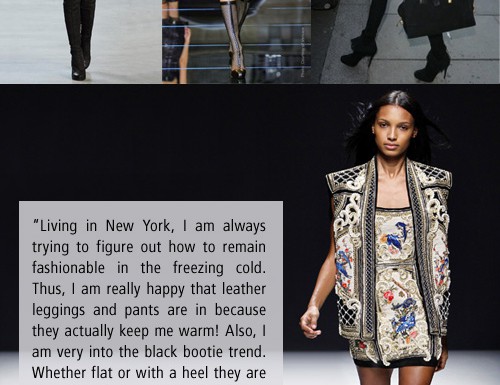 “Living in New York, I am always
trying to figure out how to remain
fashionable in the freezing cold.
Thus, I am really happy that leather
leggings and pants are in because
they actually keep me warm! Also, I
am very into the black bootie trend.
Whether flat or with a heel they are